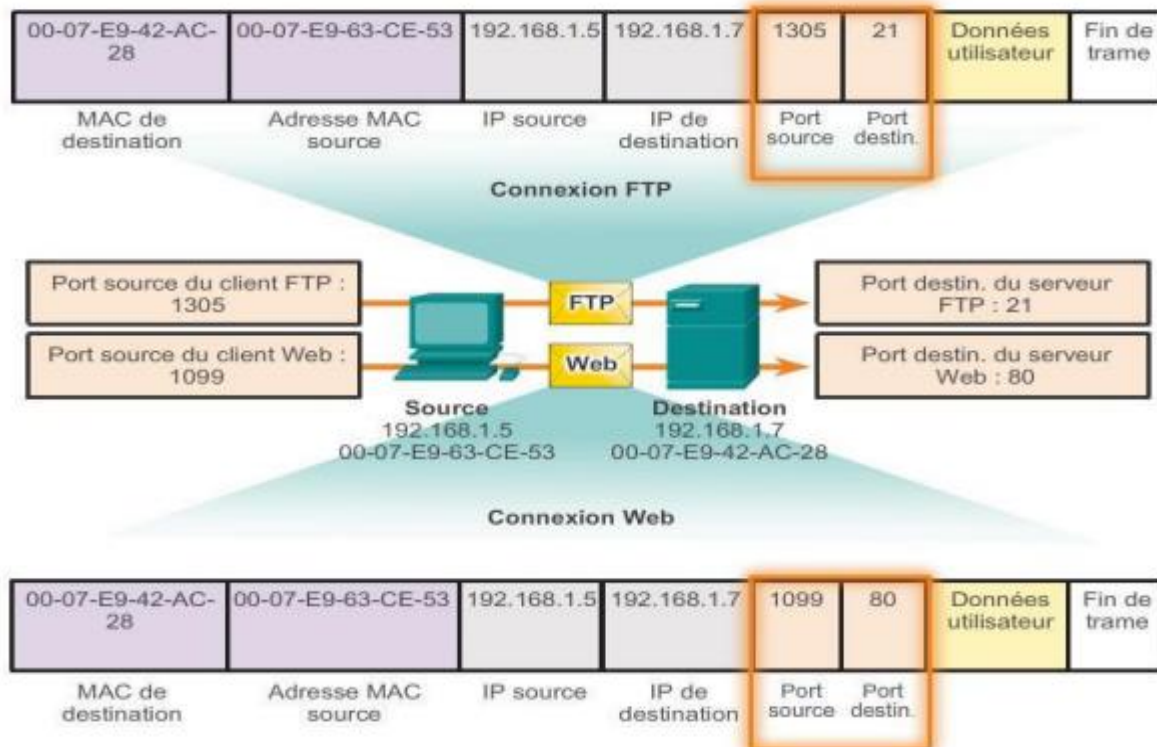 00-07-E9-42-AC-
28
00-07-E9-63-CE-53
192.168.1.5
192.168.1.7
1305
21
Données
utilisateur
Fin de
trame
MAC de
destination
Adresse MAC
source
IP source
IP de
destination
Port
source
Port
destin.
Connexion FTP
Port source du client FTP :
1305
FTP
Port destin. du serveur
FTP : 21
Port source du client Web :
1099
Web
Port destin. du serveur
Web : 80
Source
192.168.1.5
00-07-E9-63-CE-53
Destination
192.168.1.7
00-07-E9-42-AC-28
Connexion Web
00-07-E9-42-AC-
28
00-07-E9-63-CE-53
192.168.1.5
192.168.1.7
1099
80
Données
utilisateur
Fin de
trame
MAC de
destination
Adresse MAC
source
IP source
IP de
destination
Port
source
Port
destin.